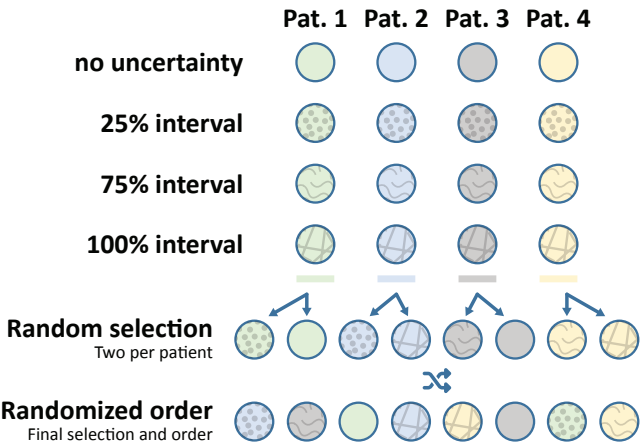 Pat. 1 Pat. 2 Pat. 3 Pat. 4
no uncertainty
25% interval
75% interval
100% interval
Random selection
Two per patient
Randomized order
Final selection and order